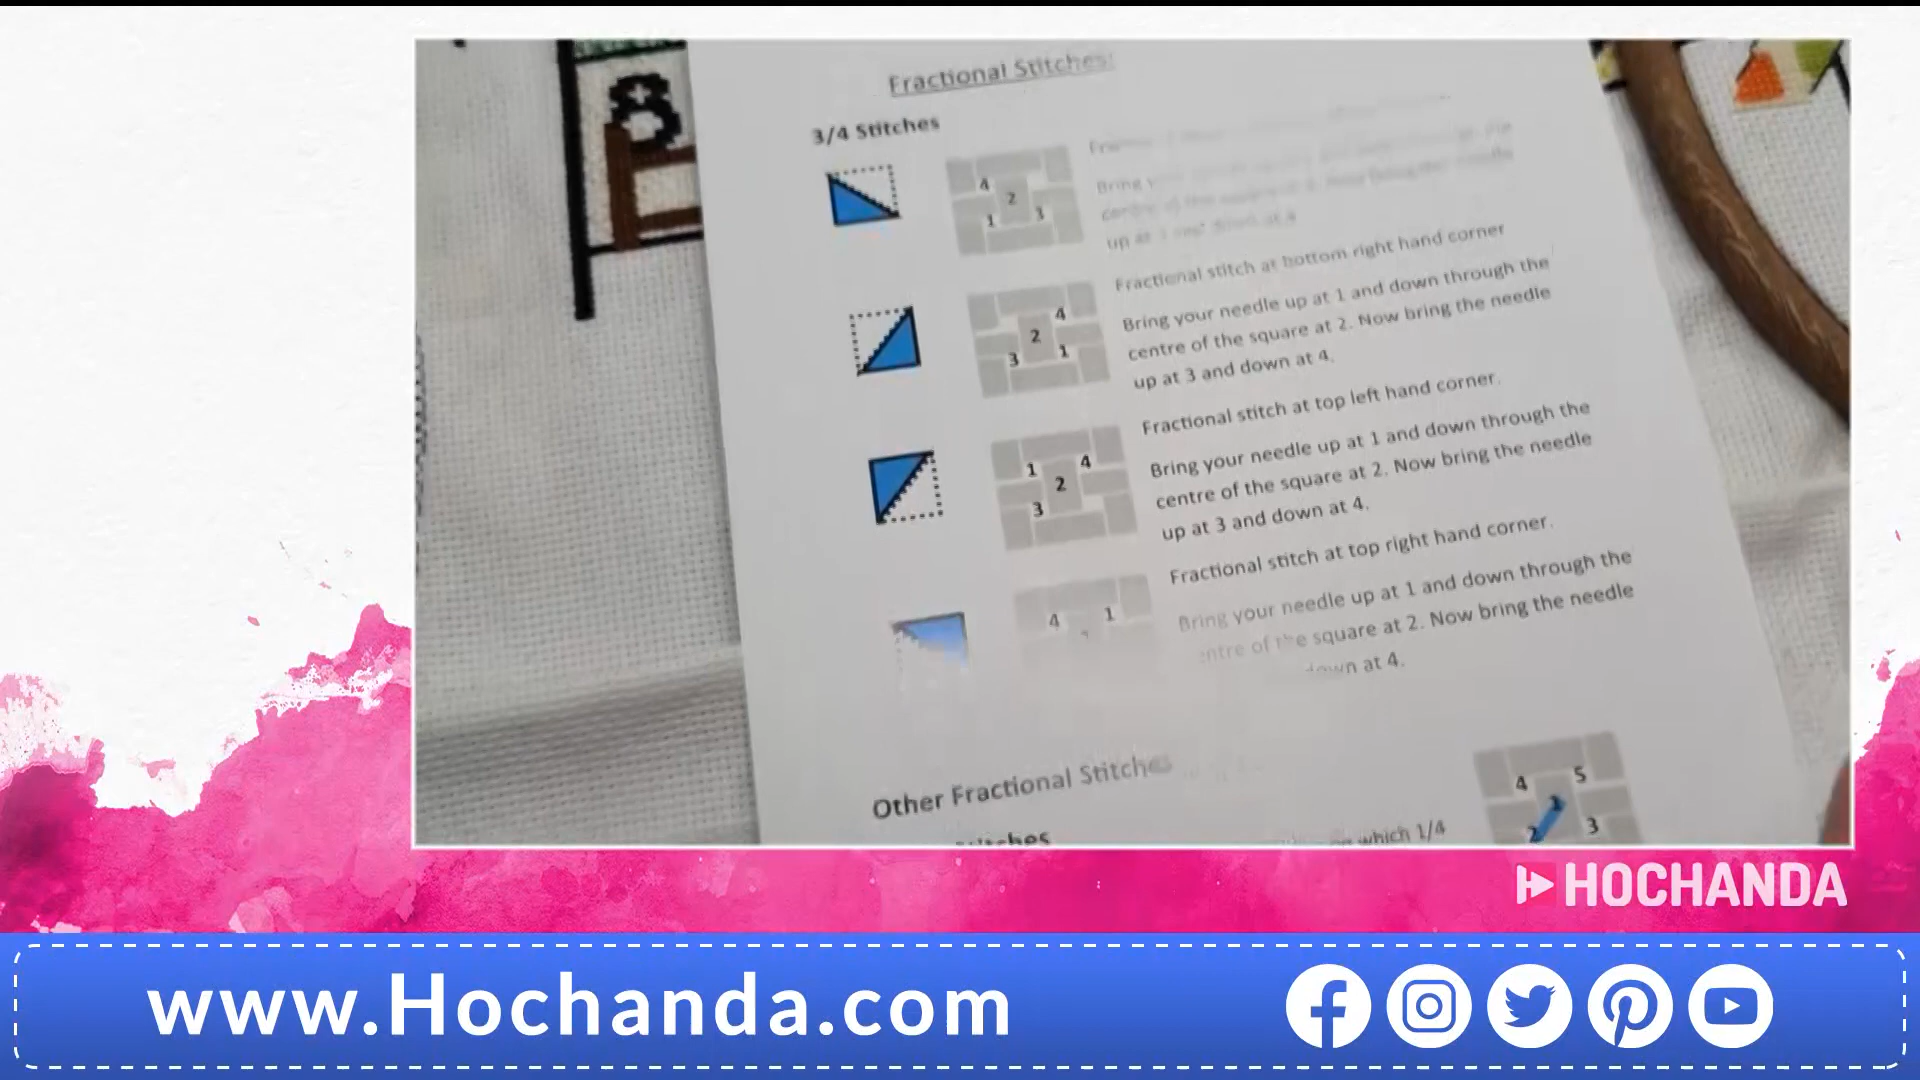 Fractional Stitches:
3/4 Stitches
4
2
1 3
Bring
up at
Fractional stitch at bottom right hand corner
4
2
3 1
Bring your needle up at 1 and down through the
centre of the square at 2. Now bring the needle
up at 3 and down at 4.
Fractional stitch at top left hand corner.
1 4
2
3
Bring your needle up at 1 and down through the
centre of the square at 2. Now bring the needle
up at 3 and down at 4.
Fractional stitch at top right hand corner.
4 1
Bring your needle up at 1 and down through the
of the square at 2. Now bring the needle
at 4.
Other Fractional Stitches
4 5
2 3
which 1/4
HOCHANDA
www.Hochanda.com